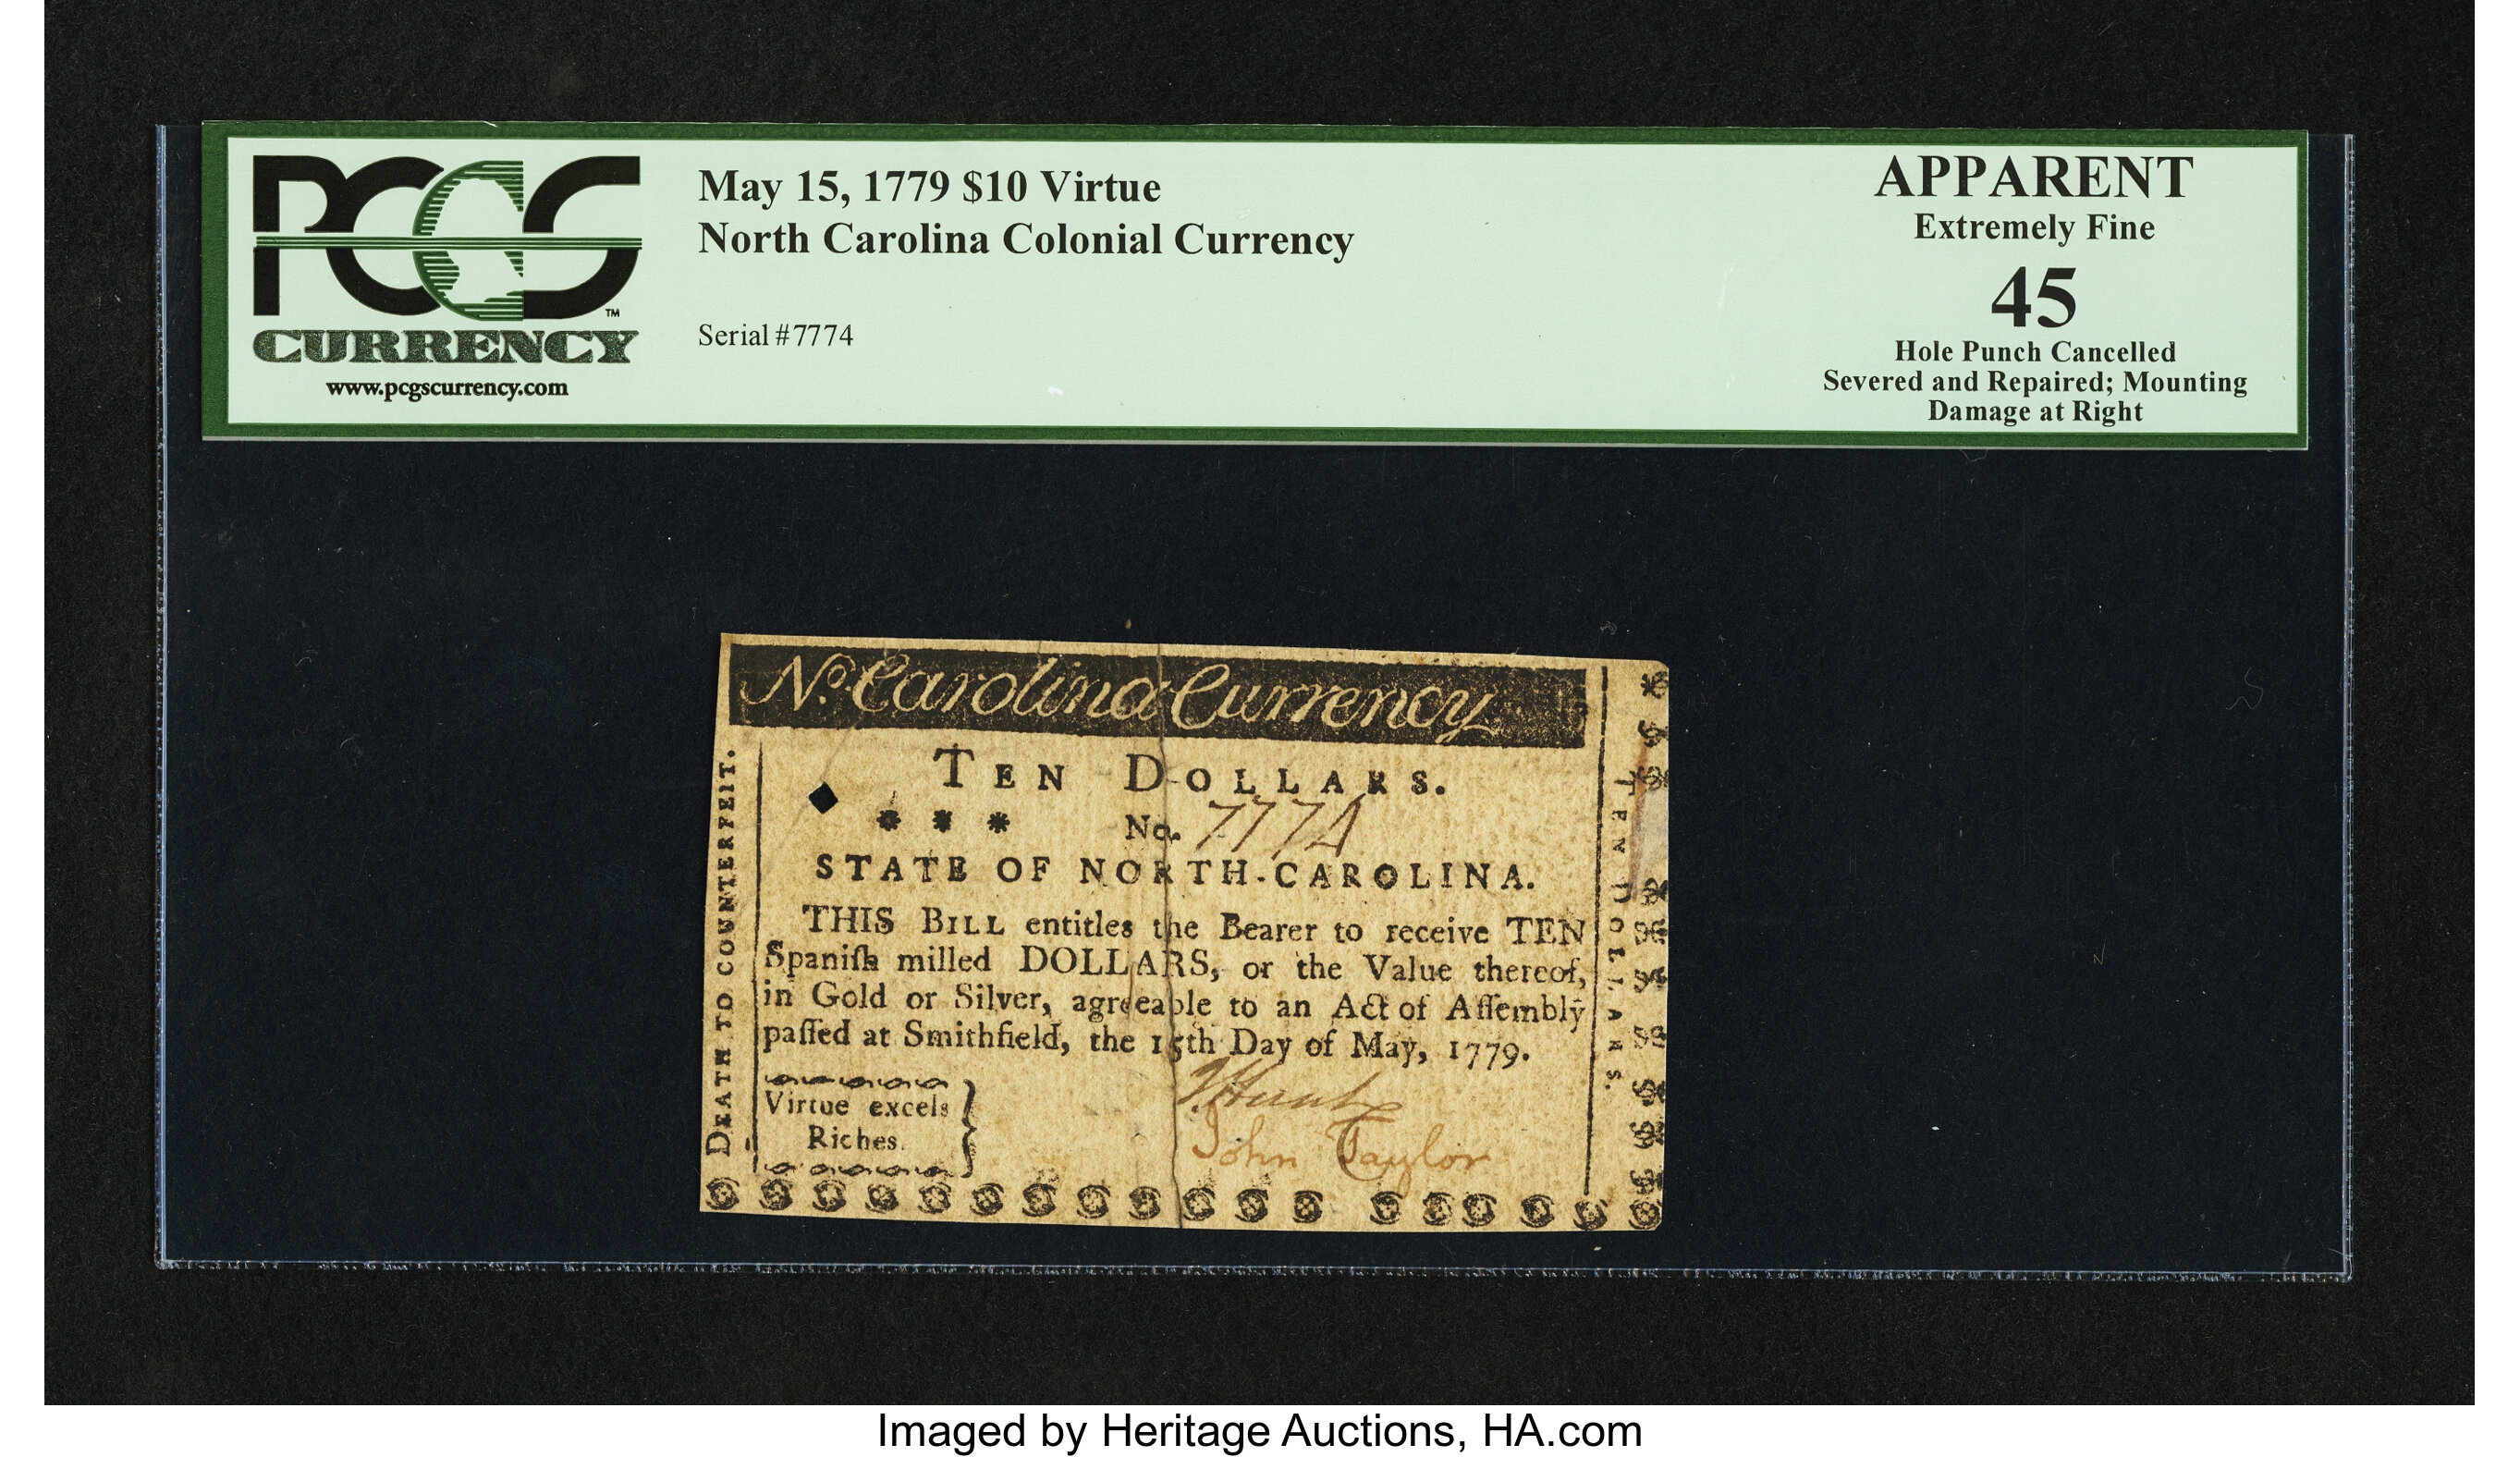 PCGS
CURRENCY
www.pcgscurrency.com
TM
May 15, 1779 $10 Virtue
North Carolina Colonial Currency
Serial #7774
APPARENT
Extremely Fine
45
Hole Punch Cancelled
Severed and Repaired; Mounting
Damage at Right
No. Carolina Currency
TEN DOLLARS.
* * * No. 7774
STATE OF NORTH-CAROLINA.
THIS BILL entitles the Bearer to receive TEN
Spaniſh milled DOLLARS, or the Value thereof,
in Gold or Silver, agreeable to an Act of Aſſembly
paſſed at Smithfield, the 15th Day of May, 1779.
Virtue excels
Riches.
John Taylor
DEATH TO COUNTERFEIT.
TEN DOLLARS.
Imaged by Heritage Auctions, HA.com